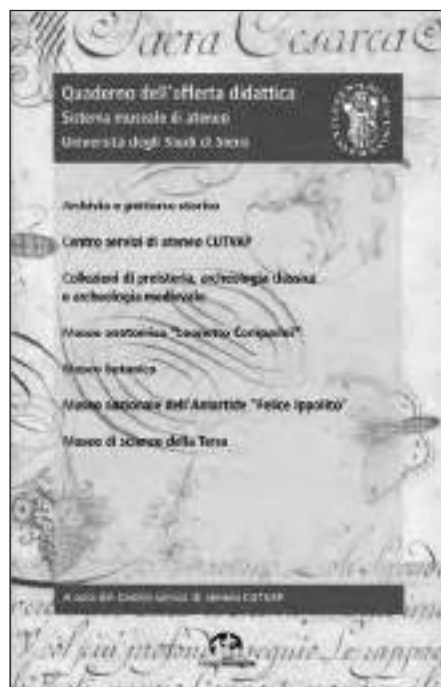 Sacra Cesarea
Quaderno dell'offerta didattica
Sistema museale di ateneo
Università degli Studi di Siena
Archivio e percorso storico
Centro servizi di ateneo CUTVAP
Collezioni di preistoria, archeologia classica
e archeologia medievale
Museo anatomico "Leonetto Comparini"
Museo botanico
Museo nazionale dell'Antartide "Felice Ippolito"
Museo di scienze della Terra
A cura del Centro servizi di ateneo CUTVAP